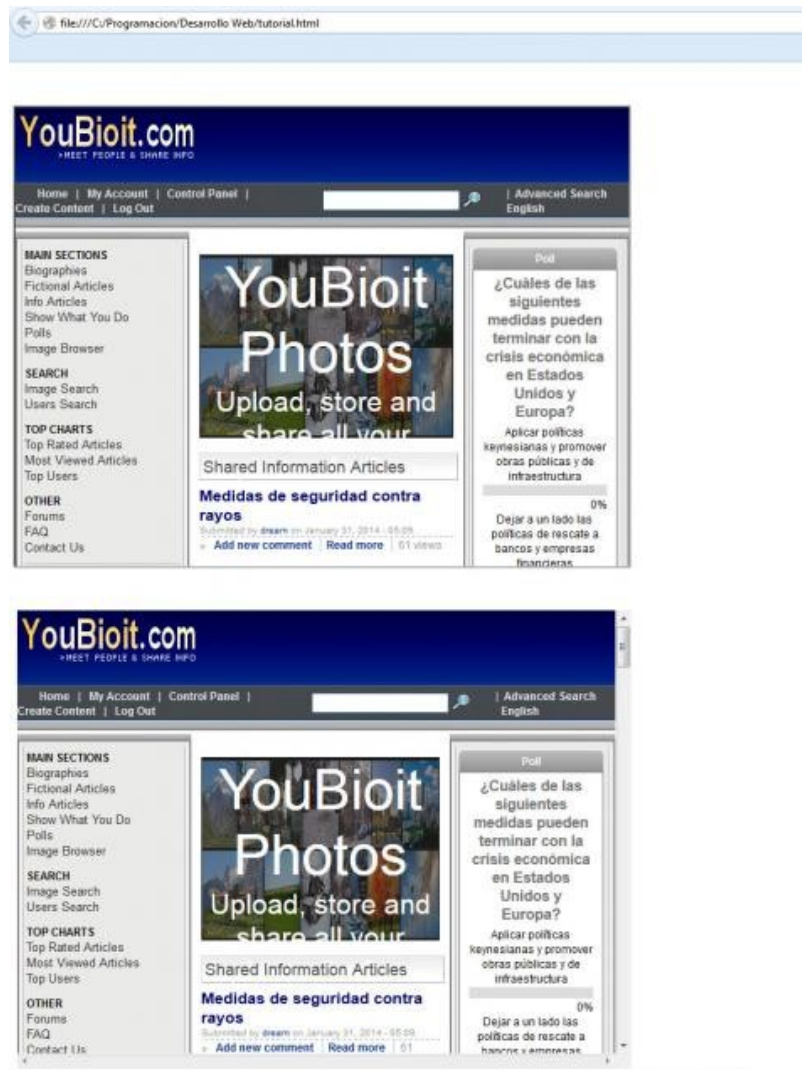 file:///C:/Programacion/Desarrollo Web/tutorial.html
YouBioit.com
>MEET PEOPLE & SHARE INFO
Home | My Account | Control Panel |
Create Content | Log Out
| Advanced Search
English
MAIN SECTIONS
Biographies
Fictional Articles
Info Articles
Show What You Do
Polls
Image Browser
SEARCH
Image Search
Users Search
TOP CHARTS
Top Rated Articles
Most Viewed Articles
Top Users
OTHER
Forums
FAQ
Contact Us
YouBioit
Photos
Upload, store and
share all your
Shared Information Articles
Medidas de seguridad contra
rayos
Submitted by dream on January 31, 2014 - 05:09
» Add new comment | Read more | 61 views
Poll
¿Cuáles de las
siguientes
medidas pueden
terminar con la
crisis económica
en Estados
Unidos y
Europa?
Aplicar políticas
keynesianas y promover
obras públicas y de
infraestructura
0%
Dejar a un lado las
políticas de rescate a
bancos y empresas
financieras
YouBioit.com
>MEET PEOPLE & SHARE INFO
Home | My Account | Control Panel |
Create Content | Log Out
| Advanced Search
English
MAIN SECTIONS
Biographies
Fictional Articles
Info Articles
Show What You Do
Polls
Image Browser
SEARCH
Image Search
Users Search
TOP CHARTS
Top Rated Articles
Most Viewed Articles
Top Users
OTHER
Forums
FAQ
Contact Us
YouBioit
Photos
Upload, store and
share all your
Shared Information Articles
Medidas de seguridad contra
rayos
Submitted by dream on January 31, 2014 - 05:09
» Add new comment | Read more | 61
Poll
¿Cuáles de las
siguientes
medidas pueden
terminar con la
crisis económica
en Estados
Unidos y
Europa?
Aplicar políticas
keynesianas y promover
obras públicas y de
infraestructura
0%
Dejar a un lado las
políticas de rescate a
bancos y empresas